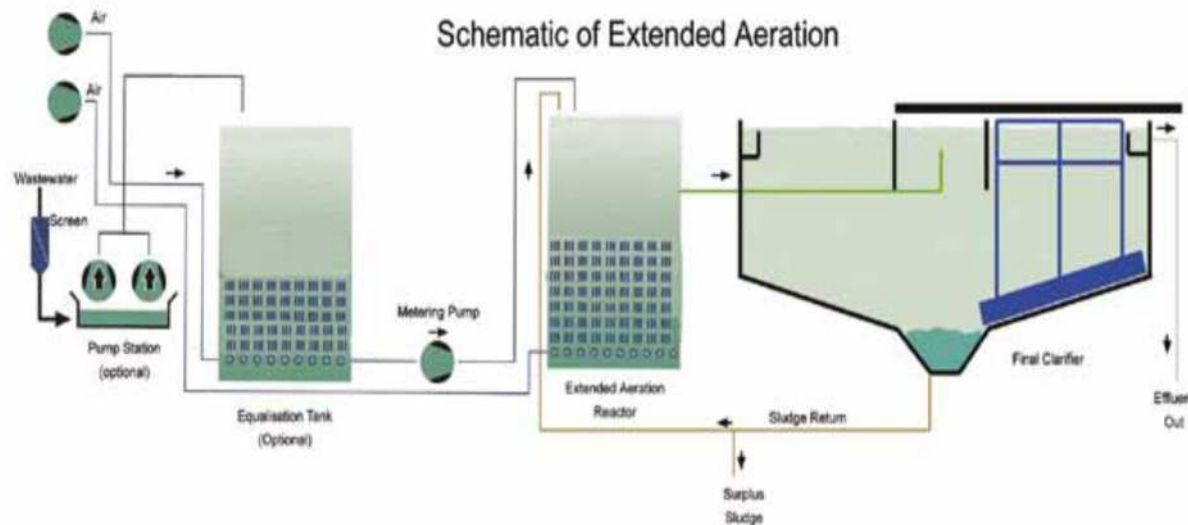 Schematic of Extended Aeration
Air
Air
Wastewater
Screen
Pump Station
(optional)
Equalisation Tank
(Optional)
Metering Pump
Extended Aeration
Reactor
Sludge Return
Surplus
Sludge
Final Clarifier
Effluen
Out